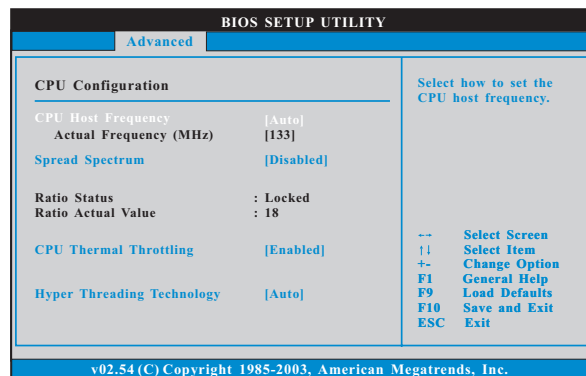 BIOS SETUP UTILITY
Advanced
CPU Configuration
CPU Host Frequency [Auto]
Actual Frequency (MHz) [133]
Spread Spectrum [Disabled]
Ratio Status : Locked
Ratio Actual Value : 18
CPU Thermal Throttling [Enabled]
Hyper Threading Technology [Auto]
Select how to set the
CPU host frequency.
←→ Select Screen
↑↓ Select Item
+- Change Option
F1 General Help
F9 Load Defaults
F10 Save and Exit
ESC Exit
v02.54 (C) Copyright 1985-2003, American Megatrends, Inc.